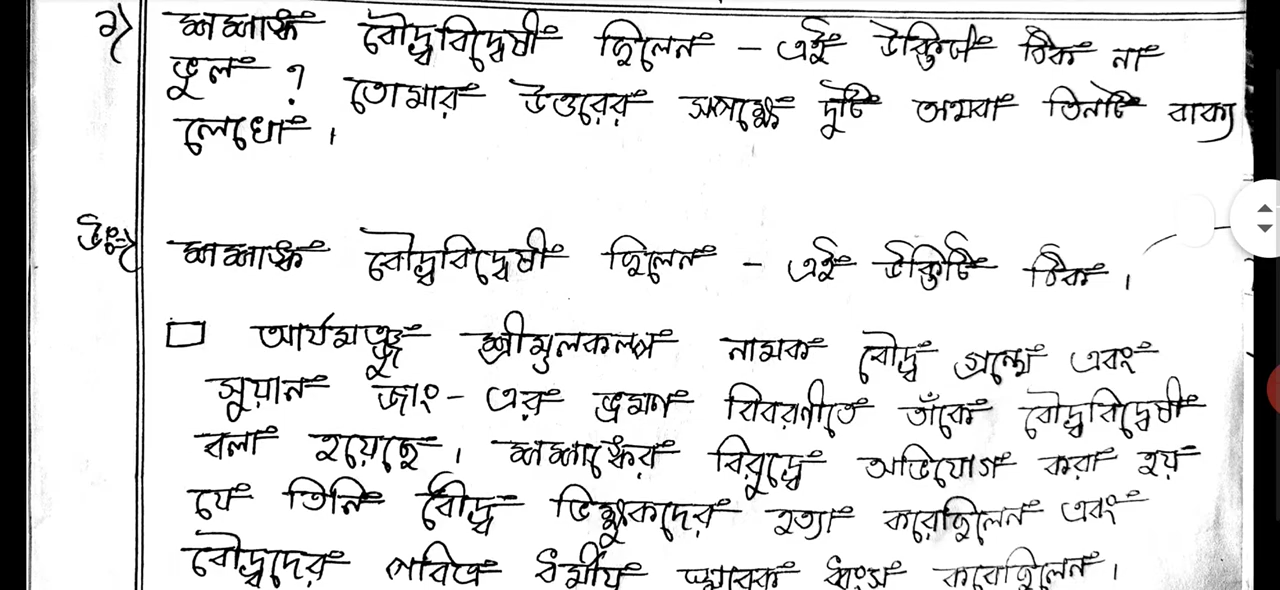 ২) শশাঙ্ক বৌদ্ধবিদ্বেষী ছিলেন - এই উক্তিটি ঠিক না
ভুল ? তোমার উত্তরের সপক্ষে দুটি অথবা তিনটি বাক্য
লেখো।
উঃ⇒) শশাঙ্ক বৌদ্ধবিদ্বেষী ছিলেন - এই উক্তিটি ঠিক।
আর্যমঞ্জু শ্রীমুলকল্প নামক বৌদ্ধ গ্রন্থে এবং
সুয়ান জাং - এর ভ্রমণ বিবরণীতে তাঁকে বৌদ্ধবিদ্বেষী
বলা হয়েছে। শশাঙ্কের বিরুদ্ধে অভিযোগ করা হয়
যে তিনি বৌদ্ধ ভিক্ষুকদের হত্যা করেছিলেন এবং
বৌদ্ধদের পবিত্র ধর্মীয় স্মারক ধ্বংস করেছিলেন।